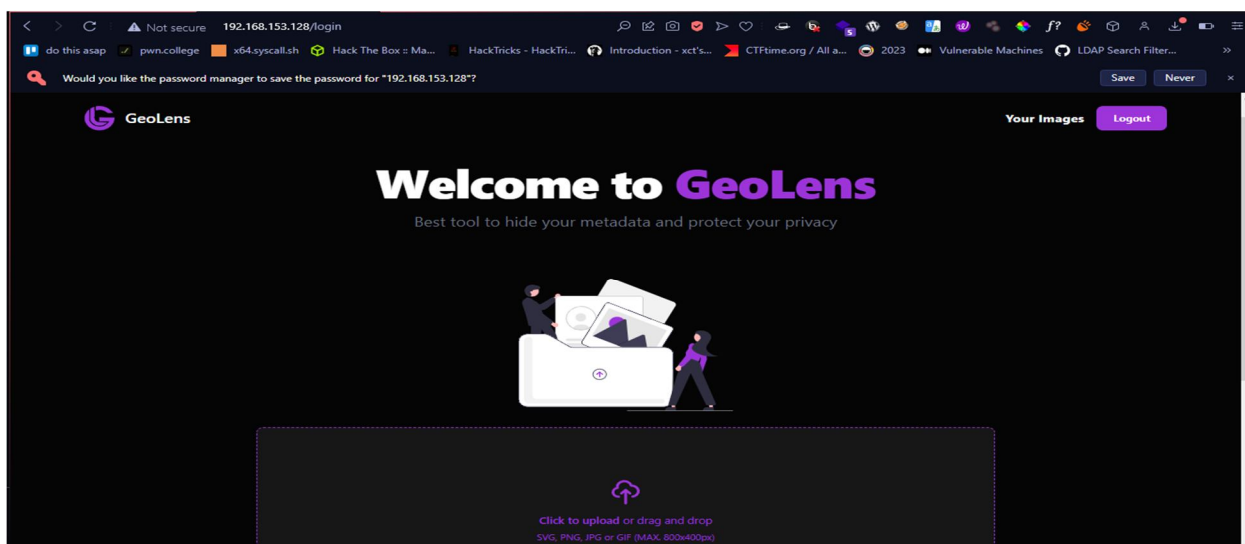 Not secure 192.168.153.128/login
do this asap pwn.college x64.syscall.sh Hack The Box :: Ma... HackTricks - HackTri... Introduction - xct's... CTFtime.org / All a... 2023 Vulnerable Machines LDAP Search Filter... »
Would you like the password manager to save the password for "192.168.153.128"? Save Never ×
GeoLens Your Images Logout
Welcome to GeoLens
Best tool to hide your metadata and protect your privacy
Click to upload or drag and drop
SVG, PNG, JPG or GIF (MAX. 800x400px)